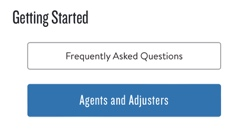 Getting Started
Frequently Asked Questions
Agents and Adjusters